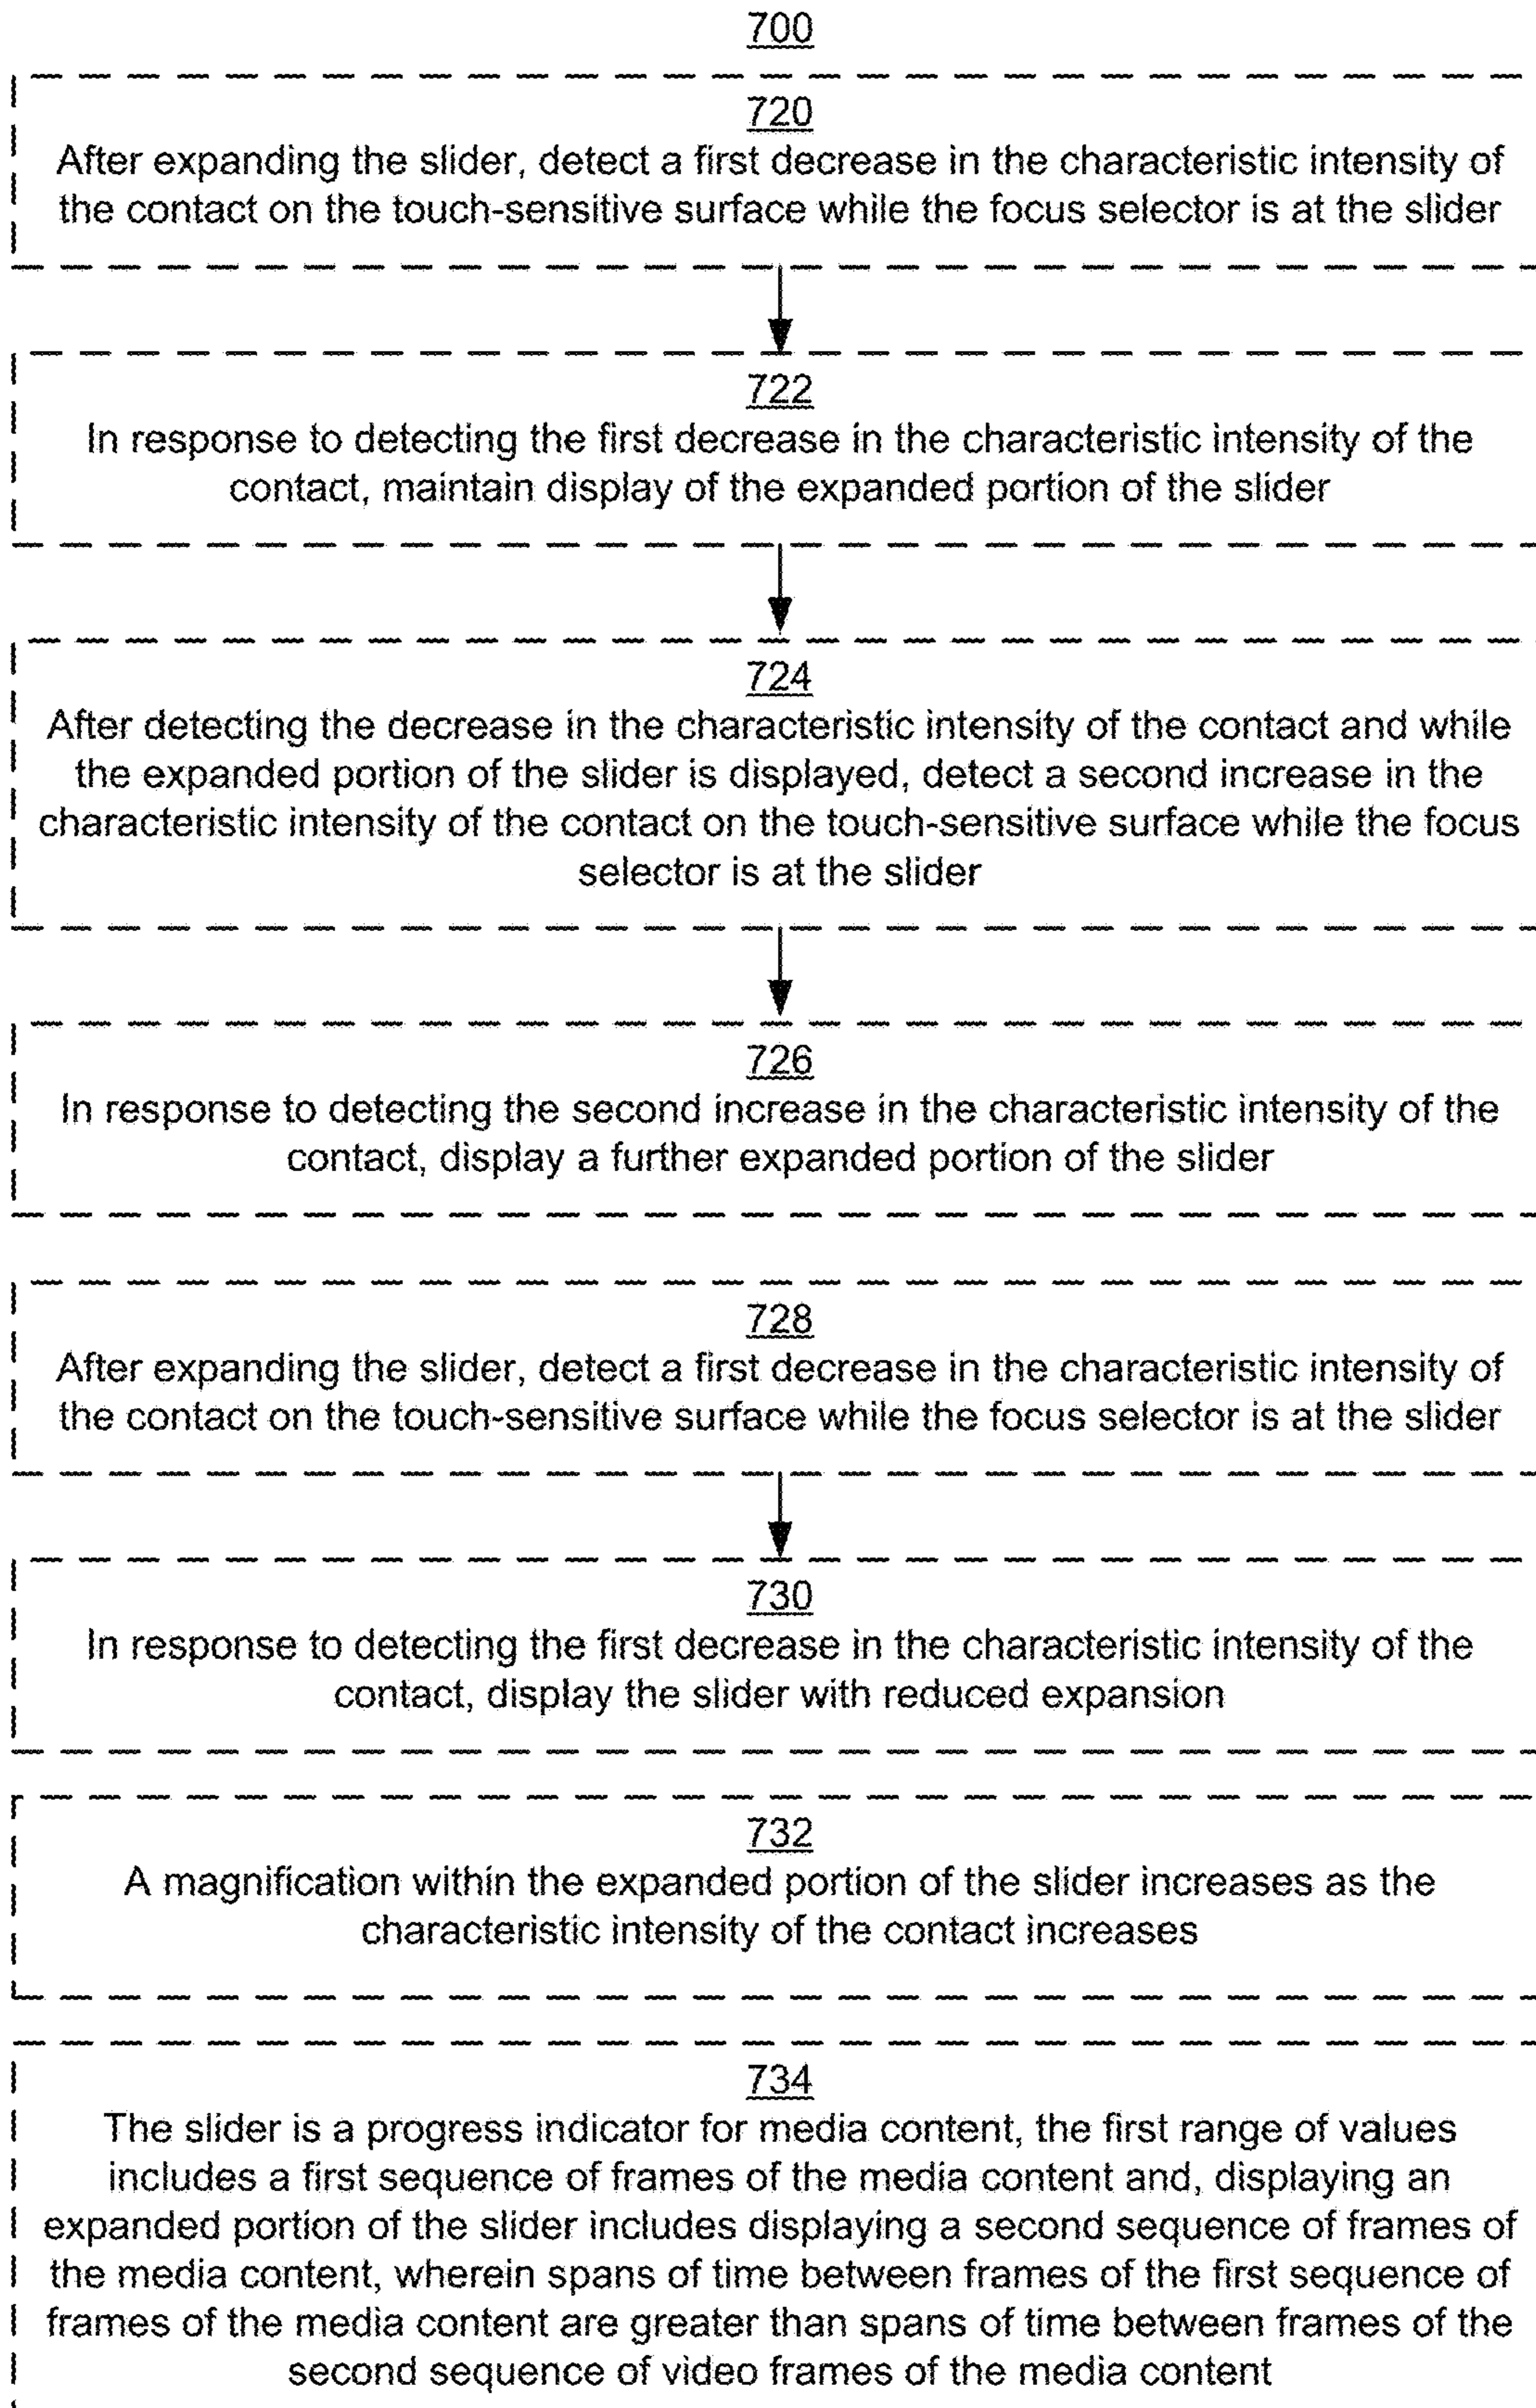 700
720
After expanding the slider, detect a first decrease in the characteristic intensity of
the contact on the touch-sensitive surface while the focus selector is at the slider
722
In response to detecting the first decrease in the characteristic intensity of the
contact, maintain display of the expanded portion of the slider
724
After detecting the decrease in the characteristic intensity of the contact and while
the expanded portion of the slider is displayed, detect a second increase in the
characteristic intensity of the contact on the touch-sensitive surface while the focus
selector is at the slider
726
In response to detecting the second increase in the characteristic intensity of the
contact, display a further expanded portion of the slider
728
After expanding the slider, detect a first decrease in the characteristic intensity of
the contact on the touch-sensitive surface while the focus selector is at the slider
730
In response to detecting the first decrease in the characteristic intensity of the
contact, display the slider with reduced expansion
732
A magnification within the expanded portion of the slider increases as the
characteristic intensity of the contact increases
734
The slider is a progress indicator for media content, the first range of values
includes a first sequence of frames of the media content and, displaying an
expanded portion of the slider includes displaying a second sequence of frames of
the media content, wherein spans of time between frames of the first sequence of
frames of the media content are greater than spans of time between frames of the
second sequence of video frames of the media content